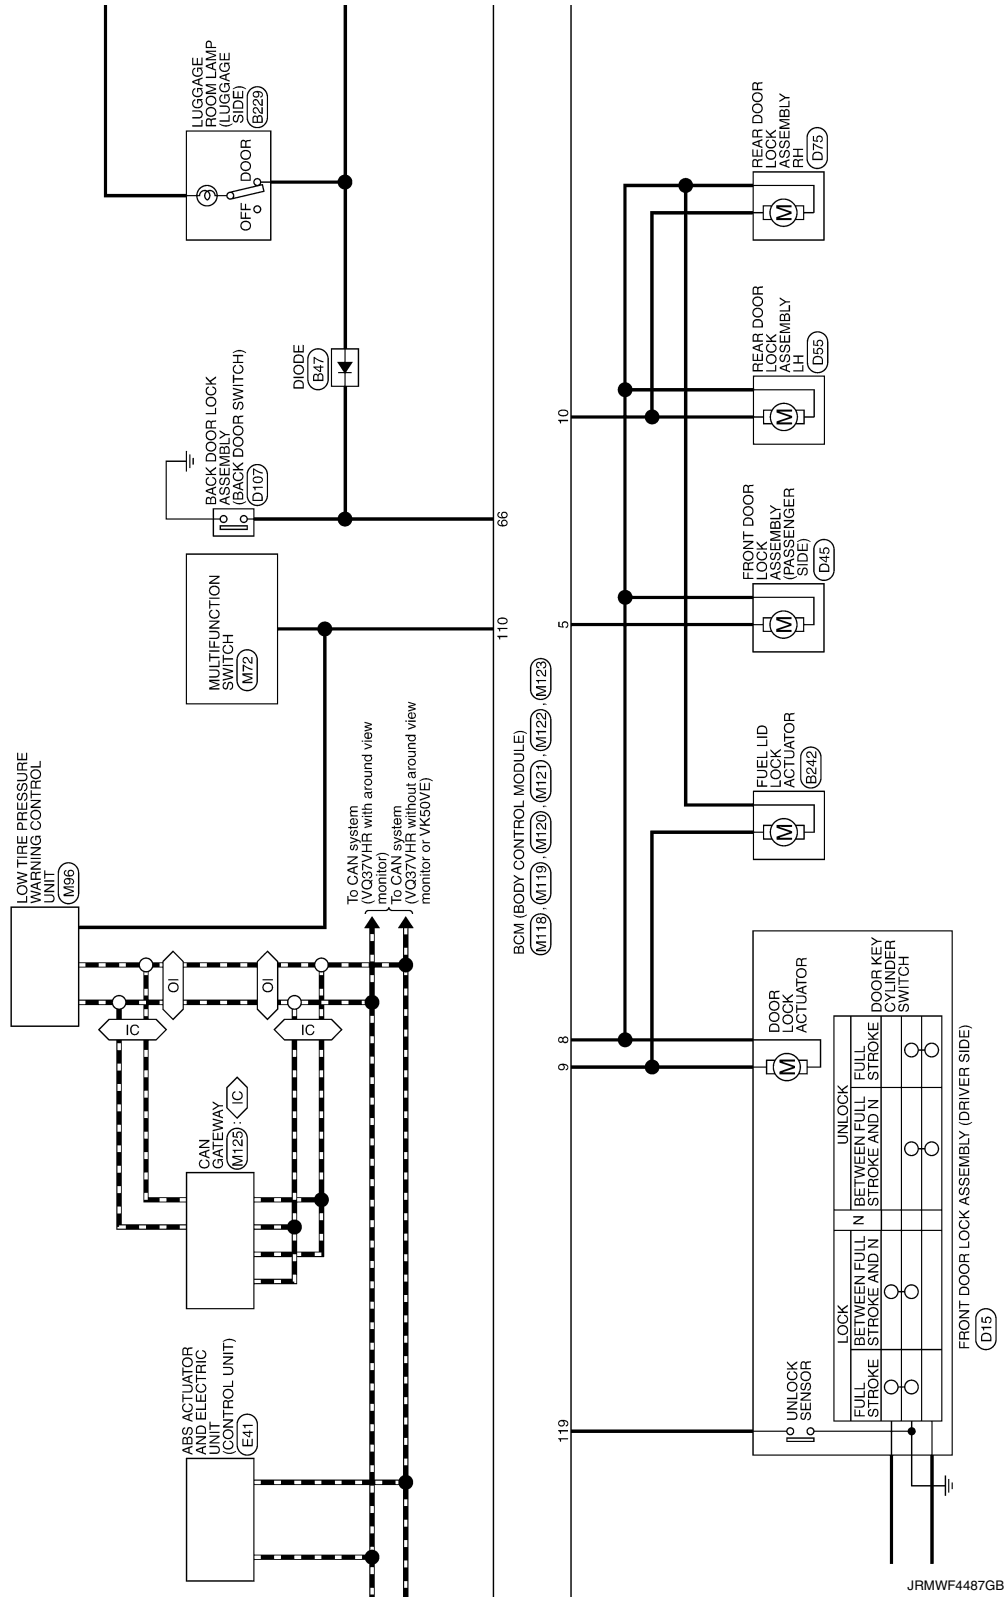 LUGGAGE
ROOM LAMP
(LUGGAGE
SIDE)
B229
DOOR
OFF
DIODE
B47
BACK DOOR LOCK
ASSEMBLY
(BACK DOOR SWITCH)
D107
66
MULTIFUNCTION
SWITCH
M72
110
LOW TIRE PRESSURE
WARNING CONTROL
UNIT
M96
To CAN system
(VQ37VHR with around view
monitor)
To CAN system
(VQ37VHR without around view
monitor or VK50VE)
OI
OI
IC
IC
CAN
GATEWAY
M125 : IC
ABS ACTUATOR
AND ELECTRIC
UNIT
(CONTROL UNIT)
E41
BCM (BODY CONTROL MODULE)
M118 , M119 , M120 , M121 , M122 , M123
REAR DOOR
LOCK
ASSEMBLY
RH
D75
REAR DOOR
LOCK
ASSEMBLY
LH
D55
10
FRONT DOOR
LOCK
ASSEMBLY
(PASSENGER
SIDE)
D45
5
FUEL LID
LOCK
ACTUATOR
B242
M
M
M
M
8
9
DOOR
LOCK
ACTUATOR
M
DOOR KEY
CYLINDER
SWITCH
UNLOCK
FULL
STROKE
BETWEEN FULL
STROKE AND N
N
LOCK
BETWEEN FULL
STROKE AND N
FULL
STROKE
UNLOCK
SENSOR
119
FRONT DOOR LOCK ASSEMBLY (DRIVER SIDE)
D15
JRMWF4487GB